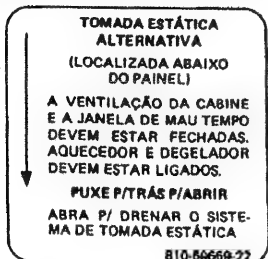 TOMADA ESTÁTICA
ALTERNATIVA
(LOCALIZADA ABAIXO
DO PAINEL)
A VENTILAÇÃO DA CABINE
E A JANELA DE MAU TEMPO
DEVEM ESTAR FECHADAS.
AQUECEDOR E DEGELADOR
DEVEM ESTAR LIGADOS.
PUXE P/TRÁS P/ABRIR
ABRA P/ DRENAR O SISTE-
MA DE TOMADA ESTÁTICA
810-59669-22